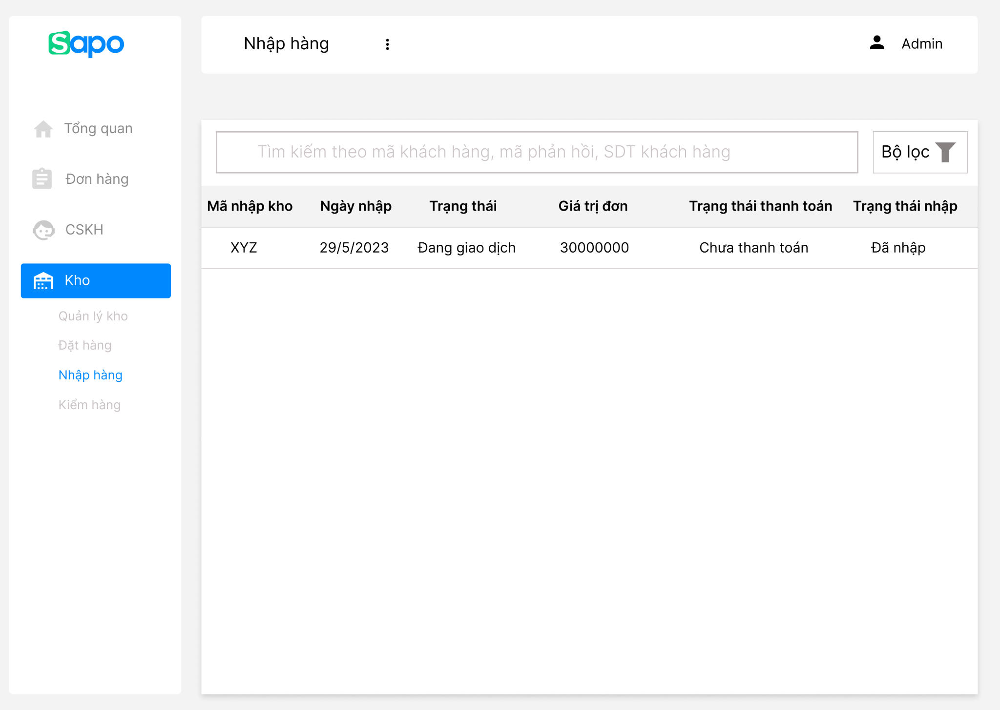 Sapo
Nhập hàng
Admin
Tổng quan
Đơn hàng
CSKH
Kho
Quản lý kho
Đặt hàng
Nhập hàng
Kiểm hàng
Tìm kiếm theo mã khách hàng, mã phản hồi, SDT khách hàng
Bộ lọc
Mã nhập kho Ngày nhập Trạng thái Giá trị đơn Trạng thái thanh toán Trạng thái nhập
XYZ 29/5/2023 Đang giao dịch 30000000 Chưa thanh toán Đã nhập